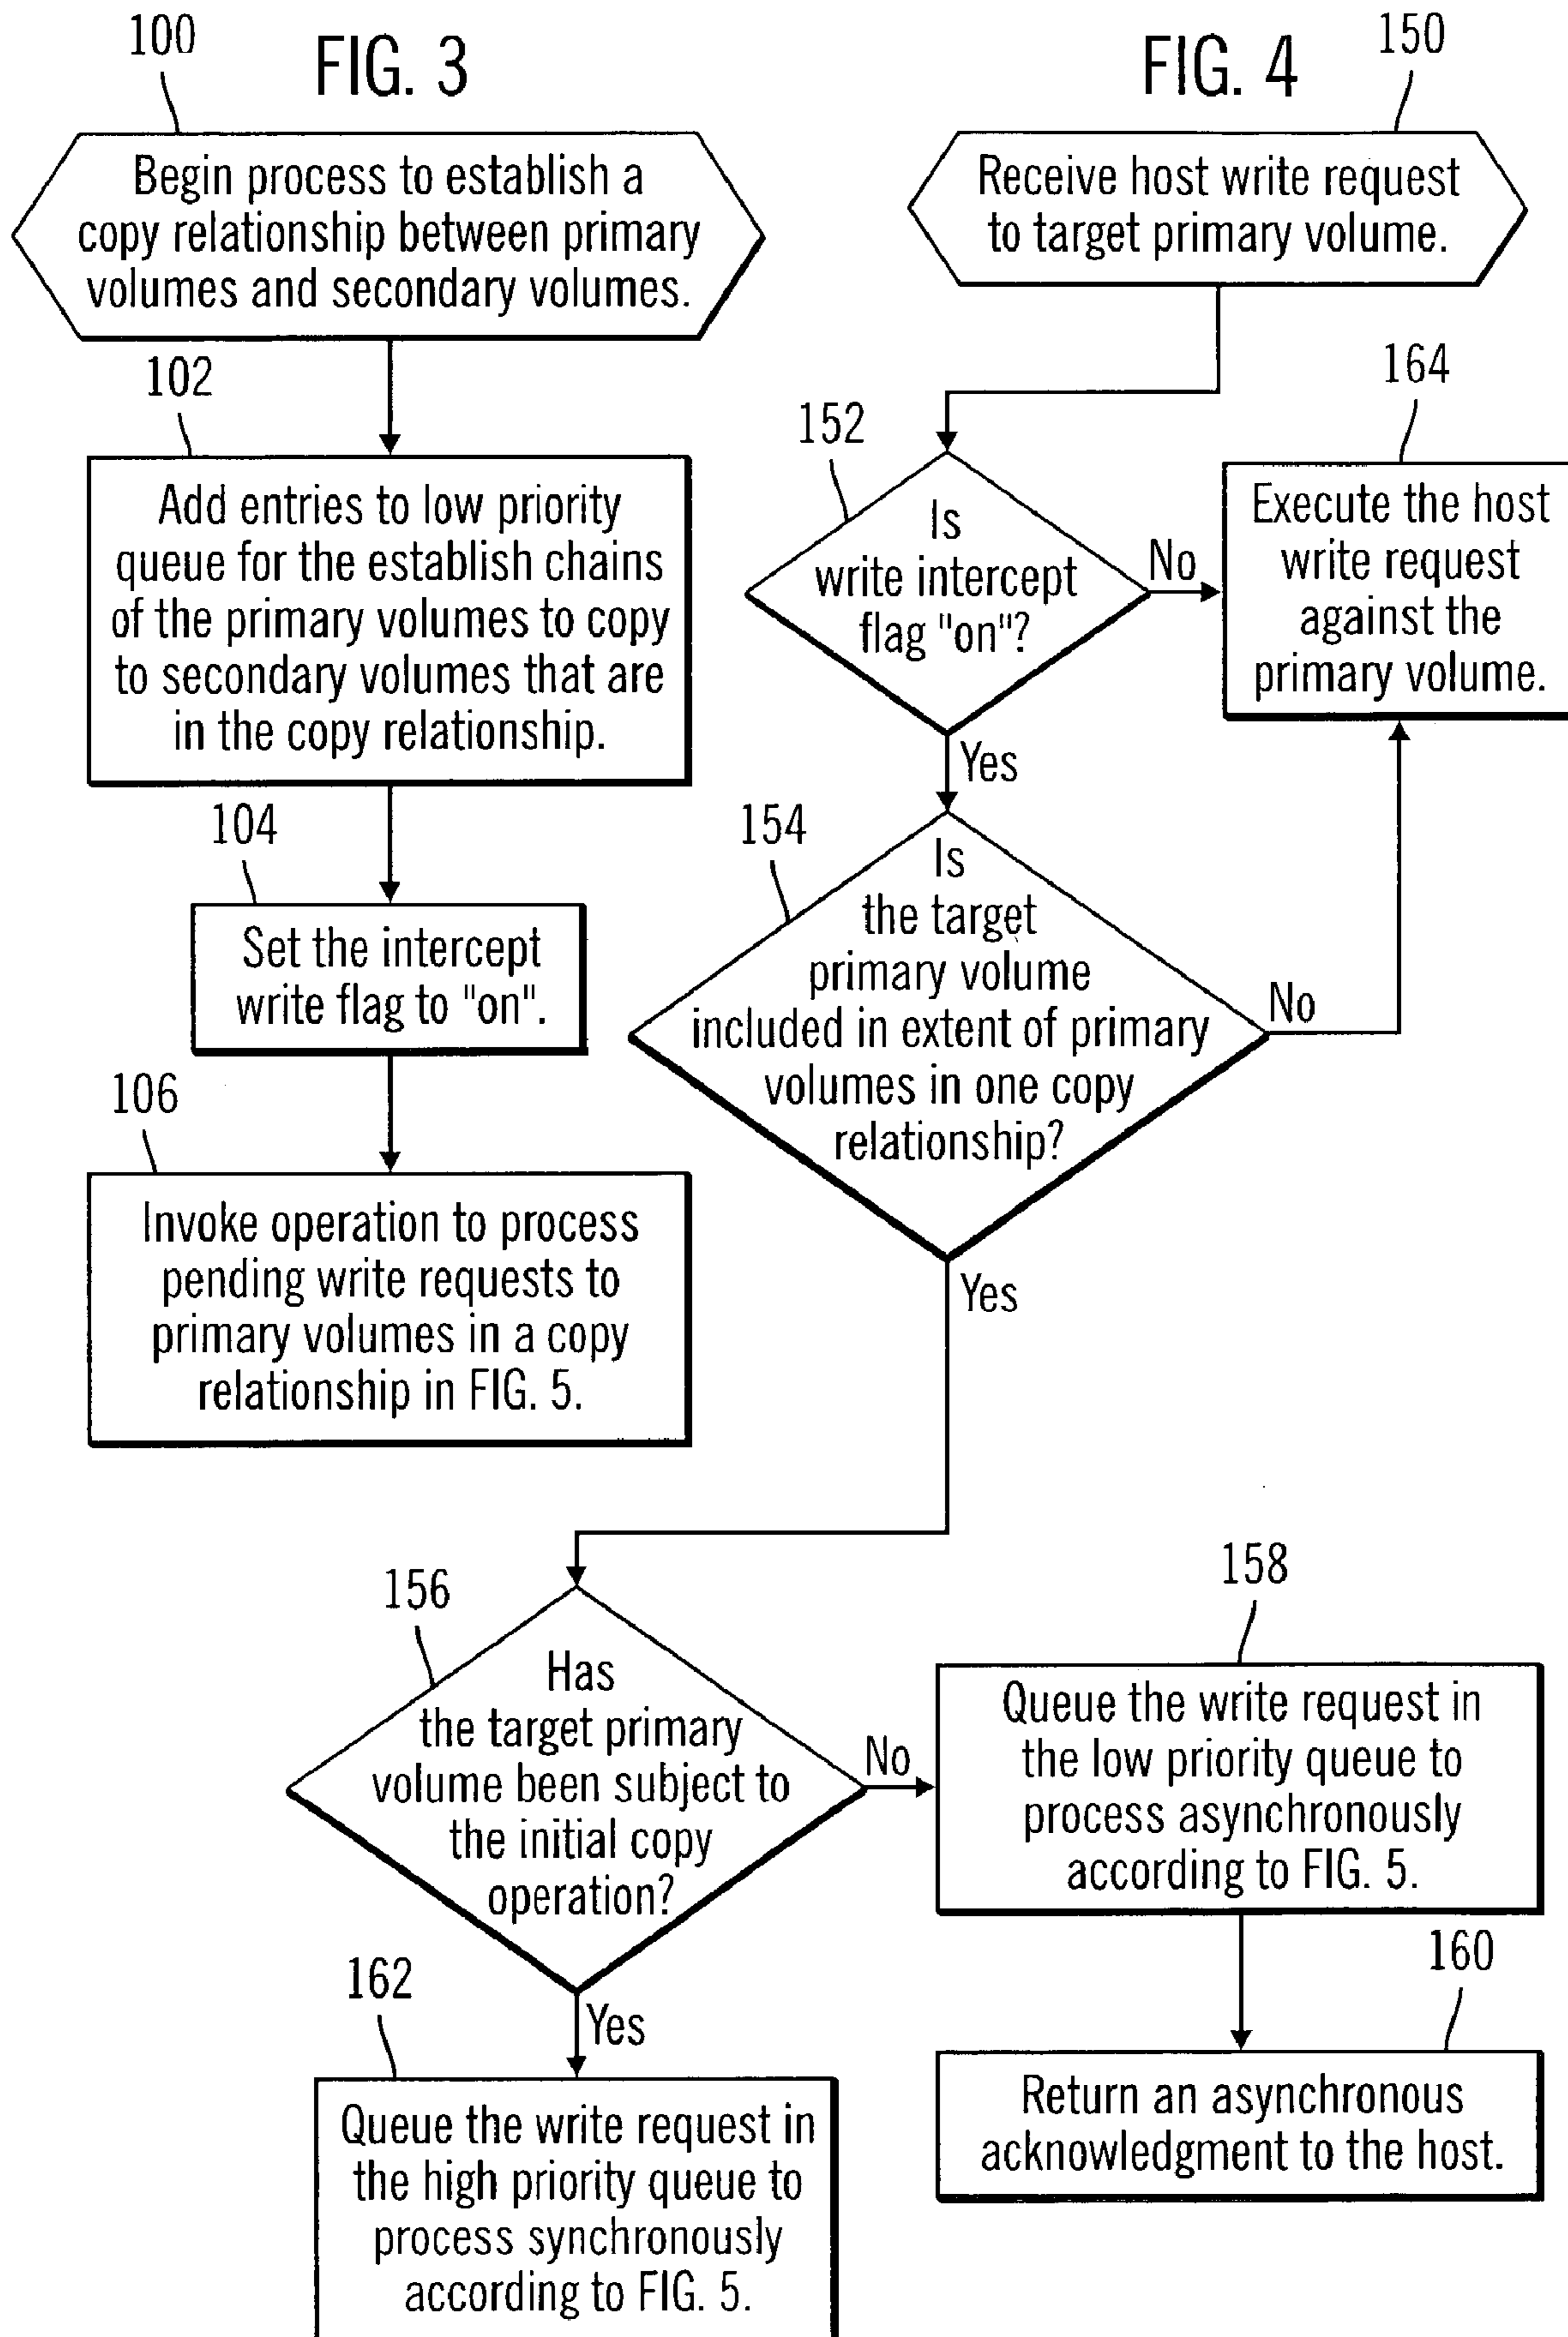 FIG. 3
100
Begin process to establish a
copy relationship between primary
volumes and secondary volumes.
102
Add entries to low priority
queue for the establish chains
of the primary volumes to copy
to secondary volumes that are
in the copy relationship.
104
Set the intercept
write flag to "on".
106
Invoke operation to process
pending write requests to
primary volumes in a copy
relationship in FIG. 5.
FIG. 4
150
Receive host write request
to target primary volume.
152
Is
write intercept
flag "on"?
No
164
Execute the host
write request
against the
primary volume.
Yes
154
Is
the target
primary volume
included in extent of primary
volumes in one copy
relationship?
No
Yes
156
Has
the target primary
volume been subject to
the initial copy
operation?
No
158
Queue the write request in
the low priority queue to
process asynchronously
according to FIG. 5.
160
Return an asynchronous
acknowledgment to the host.
Yes
162
Queue the write request in
the high priority queue to
process synchronously
according to FIG. 5.